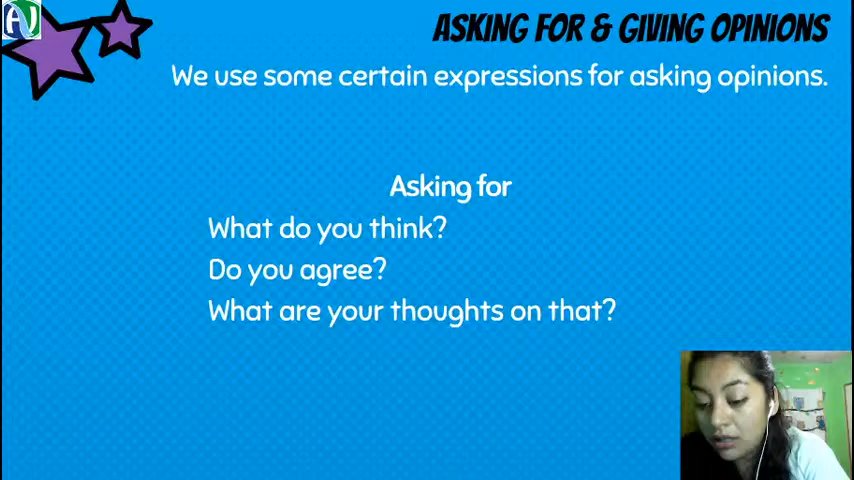 AJ
ASKING FOR & GIVING OPINIONS
We use some certain expressions for asking opinions.
Asking for
What do you think?
Do you agree?
What are your thoughts on that?